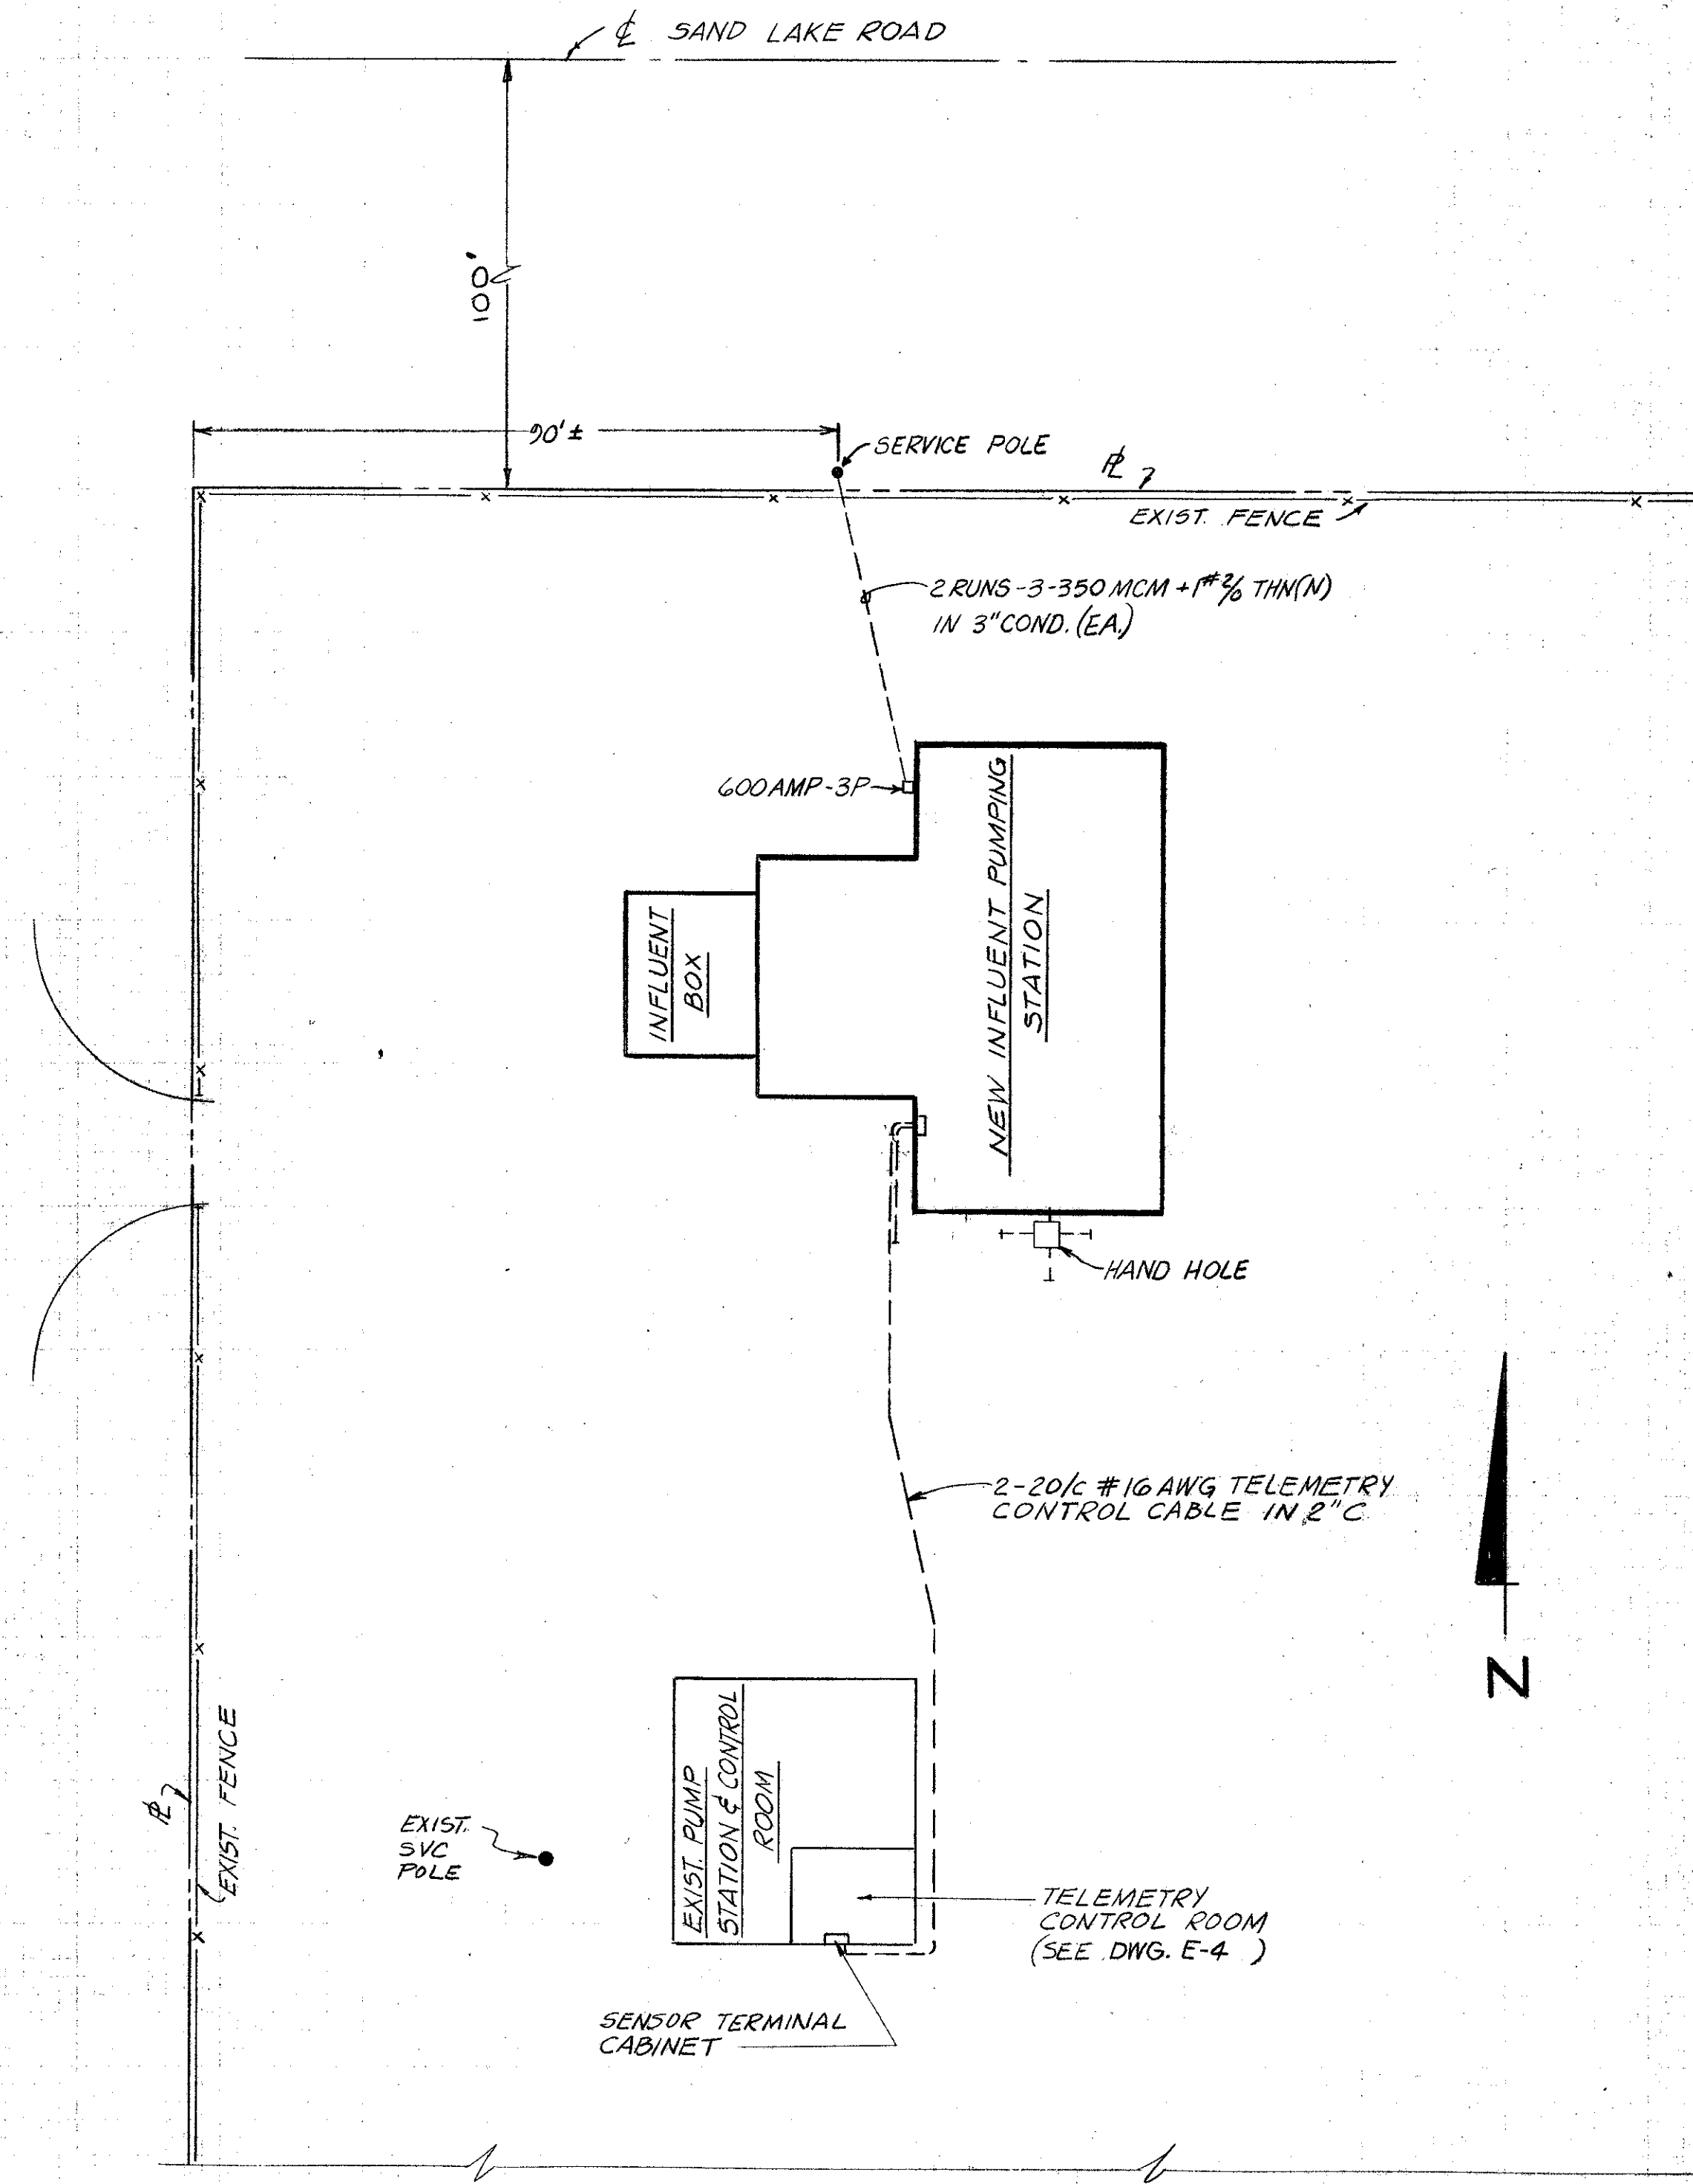 ℄ SAND LAKE ROAD
100'
90'±
SERVICE POLE
℄
EXIST. FENCE
2 RUNS-3-350 MCM +1#2/0 THN(N)
IN 3" COND. (EA.)
600AMP-3P
NEW INFLUENT PUMPING
STATION
INFLUENT
BOX
HAND HOLE
2-20/C #16 AWG TELEMETRY
CONTROL CABLE IN 2"C
N
EXIST. FENCE
PL
EXIST.
SVC
POLE
EXIST. PUMP
STATION & CONTROL
ROOM
TELEMETRY
CONTROL ROOM
(SEE DWG. E-4 )
SENSOR TERMINAL
CABINET